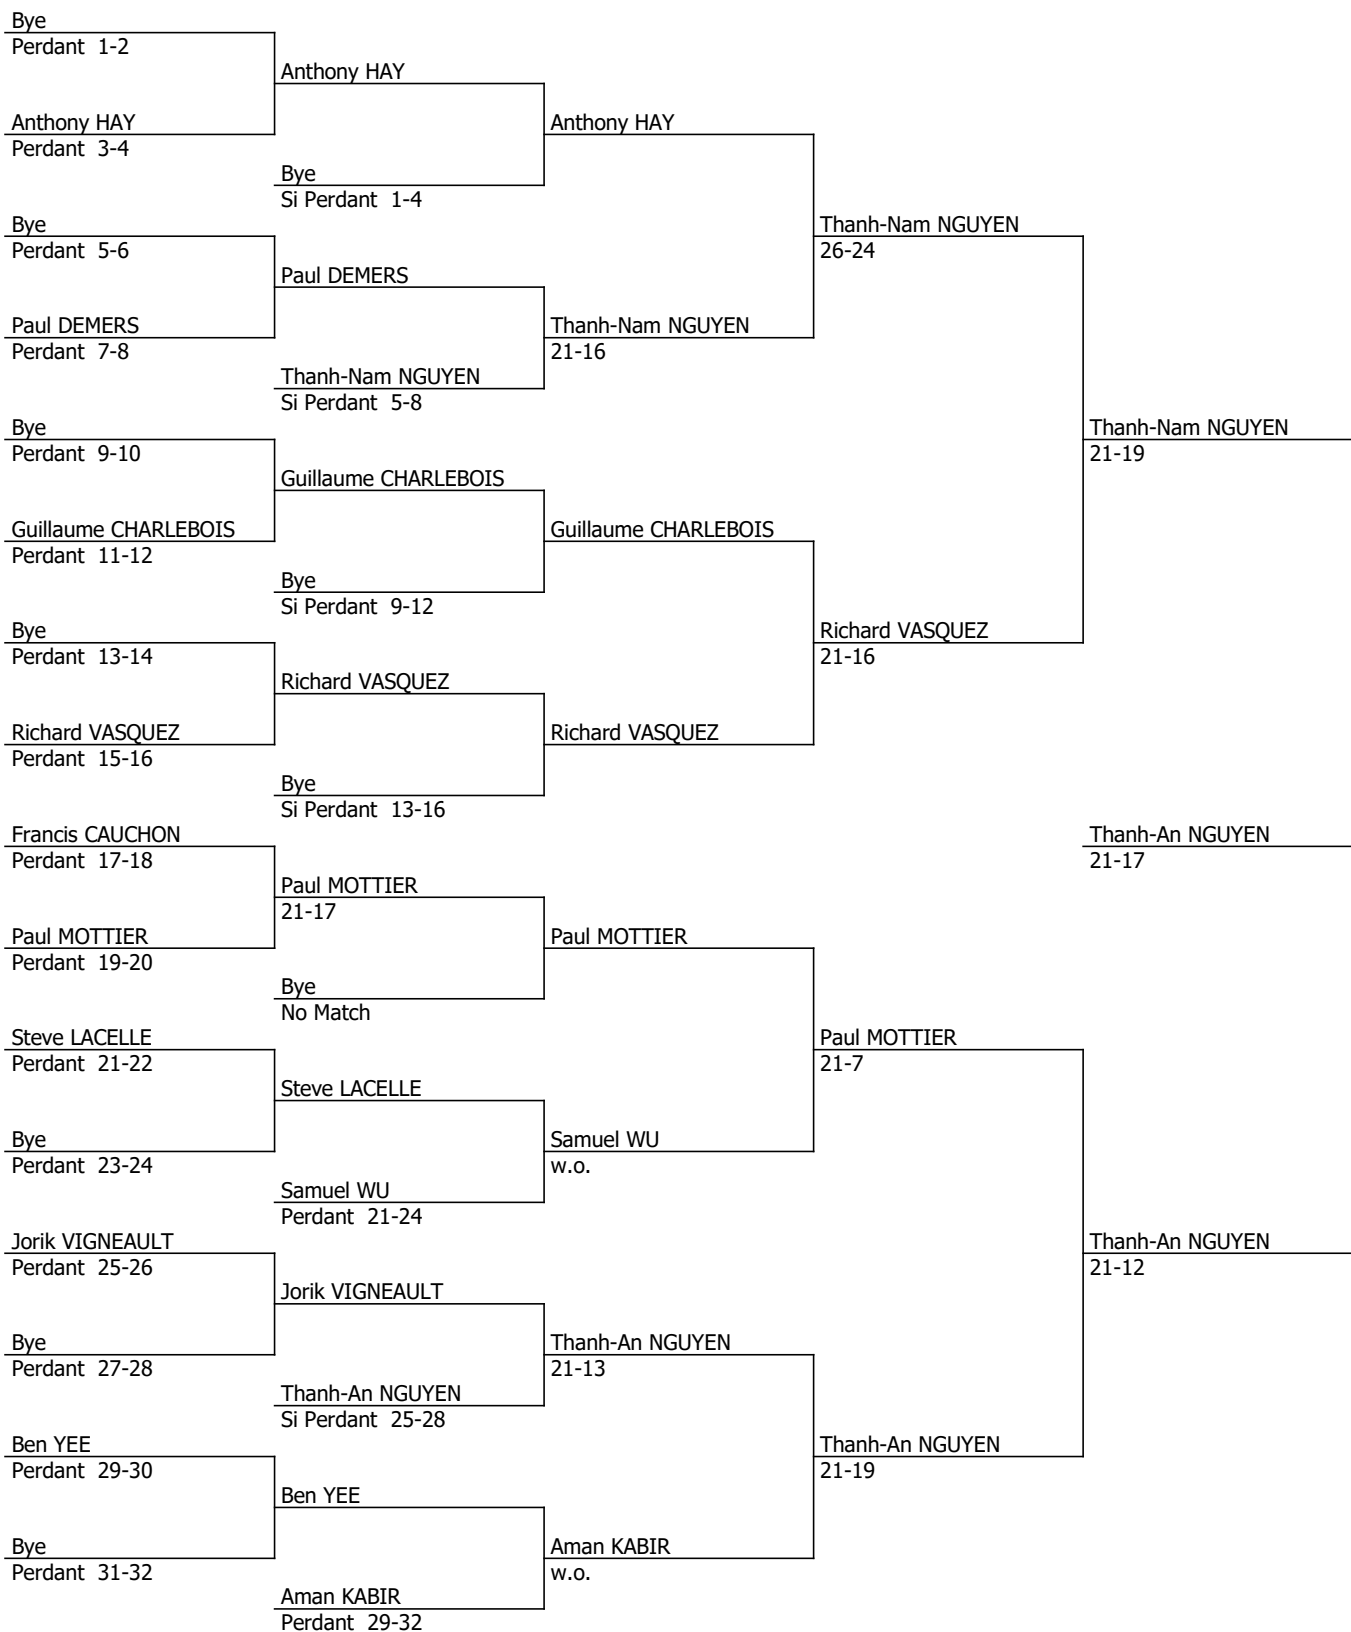 Bye
Perdant 1-2
Anthony HAY
Anthony HAY
Perdant 3-4
Anthony HAY
Bye
Si Perdant 1-4
Bye
Perdant 5-6
Thanh-Nam NGUYEN
26-24
Paul DEMERS
Paul DEMERS
Perdant 7-8
Thanh-Nam NGUYEN
21-16
Thanh-Nam NGUYEN
Si Perdant 5-8
Bye
Perdant 9-10
Thanh-Nam NGUYEN
21-19
Guillaume CHARLEBOIS
Guillaume CHARLEBOIS
Perdant 11-12
Guillaume CHARLEBOIS
Bye
Si Perdant 9-12
Bye
Perdant 13-14
Richard VASQUEZ
21-16
Richard VASQUEZ
Richard VASQUEZ
Perdant 15-16
Richard VASQUEZ
Bye
Si Perdant 13-16
Francis CAUCHON
Perdant 17-18
Thanh-An NGUYEN
21-17
Paul MOTTIER
21-17
Paul MOTTIER
Perdant 19-20
Paul MOTTIER
Bye
No Match
Steve LACELLE
Perdant 21-22
Paul MOTTIER
21-7
Steve LACELLE
Bye
Perdant 23-24
Samuel WU
w.o.
Samuel WU
Perdant 21-24
Jorik VIGNEAULT
Perdant 25-26
Thanh-An NGUYEN
21-12
Jorik VIGNEAULT
Bye
Perdant 27-28
Thanh-An NGUYEN
21-13
Thanh-An NGUYEN
Si Perdant 25-28
Ben YEE
Perdant 29-30
Thanh-An NGUYEN
21-19
Ben YEE
Bye
Perdant 31-32
Aman KABIR
w.o.
Aman KABIR
Perdant 29-32